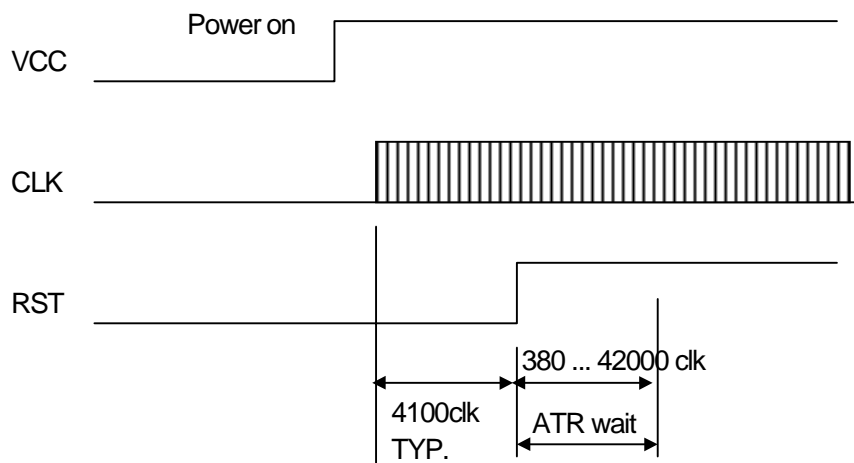 Power on
VCC
CLK
RST
380 ... 42000 clk
4100clk
TYP.
ATR wait